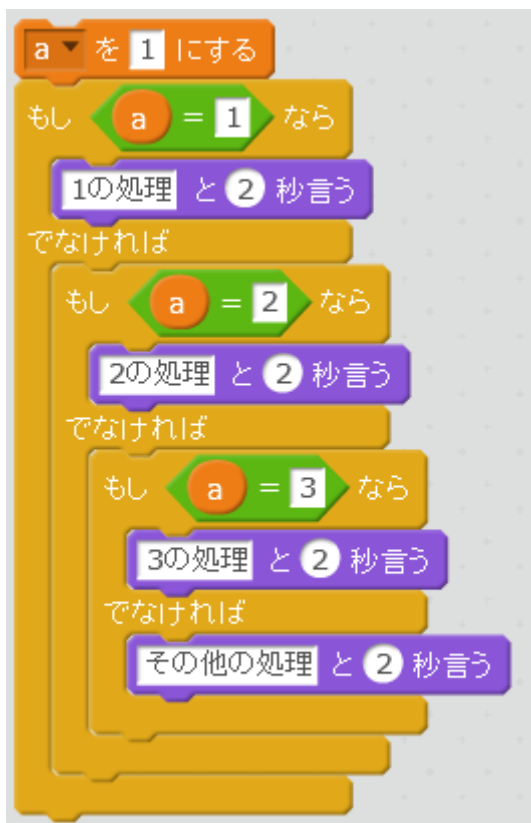 a を 1 にする
もし a = 1 なら
1の処理 と 2 秒言う
でなければ
もし a = 2 なら
2の処理 と 2 秒言う
でなければ
もし a = 3 なら
3の処理 と 2 秒言う
でなければ
その他の処理 と 2 秒言う